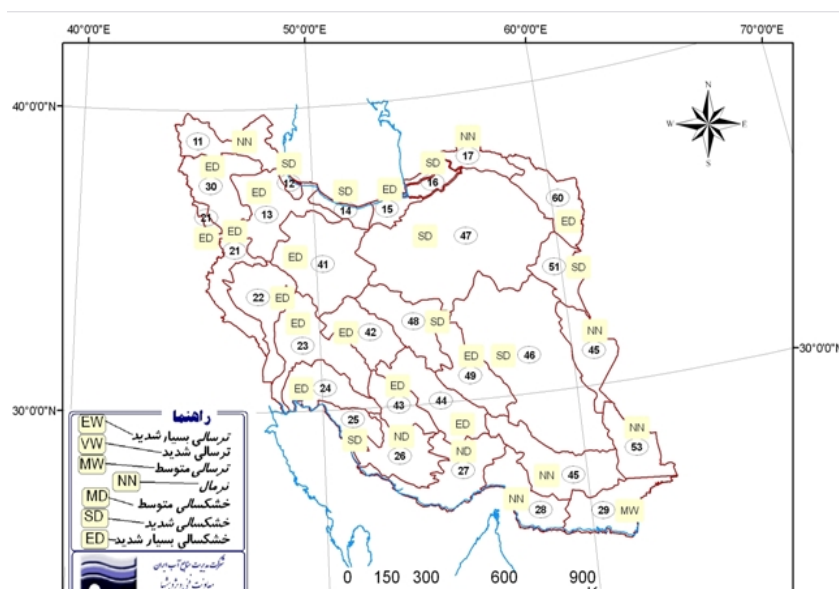 40°0'0"E 50°0'0"E 60°0'0"E 70°0'0"E
40°0'0"N
N
W E
S
11 NN
SD
12
ED
30
ED
13
SD
14
ED
15
SD
16
NN
17
60
ED
21
ED
ED
21
ED 41
SD 47
51 SD
22 ED
ED
23
ED 42
48 SD
ED
49
SD 46
NN
45
30°0'0"N
30°0'0"N
ED 24
ED
43
44
25
SD
ND
26
ED
ND
27
NN
53
NN 45
NN
28
29 MW
راهنما
EW ترسالی بسیار شدید
VW ترسالی شدید
MW ترسالی متوسط
NN نرمال
MD خشکسالی متوسط
SD خشکسالی شدید
ED خشکسالی بسیار شدید
شرکت مدیریت منابع آب ایران
0 150 300 600 900